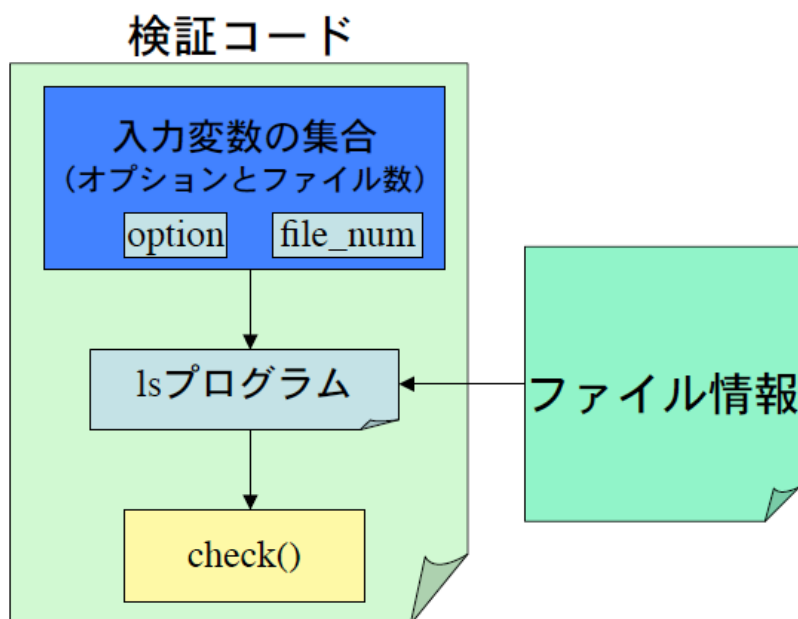 検証コード
入力変数の集合
（オプションとファイル数）
option
file_num
lsプログラム
ファイル情報
check()